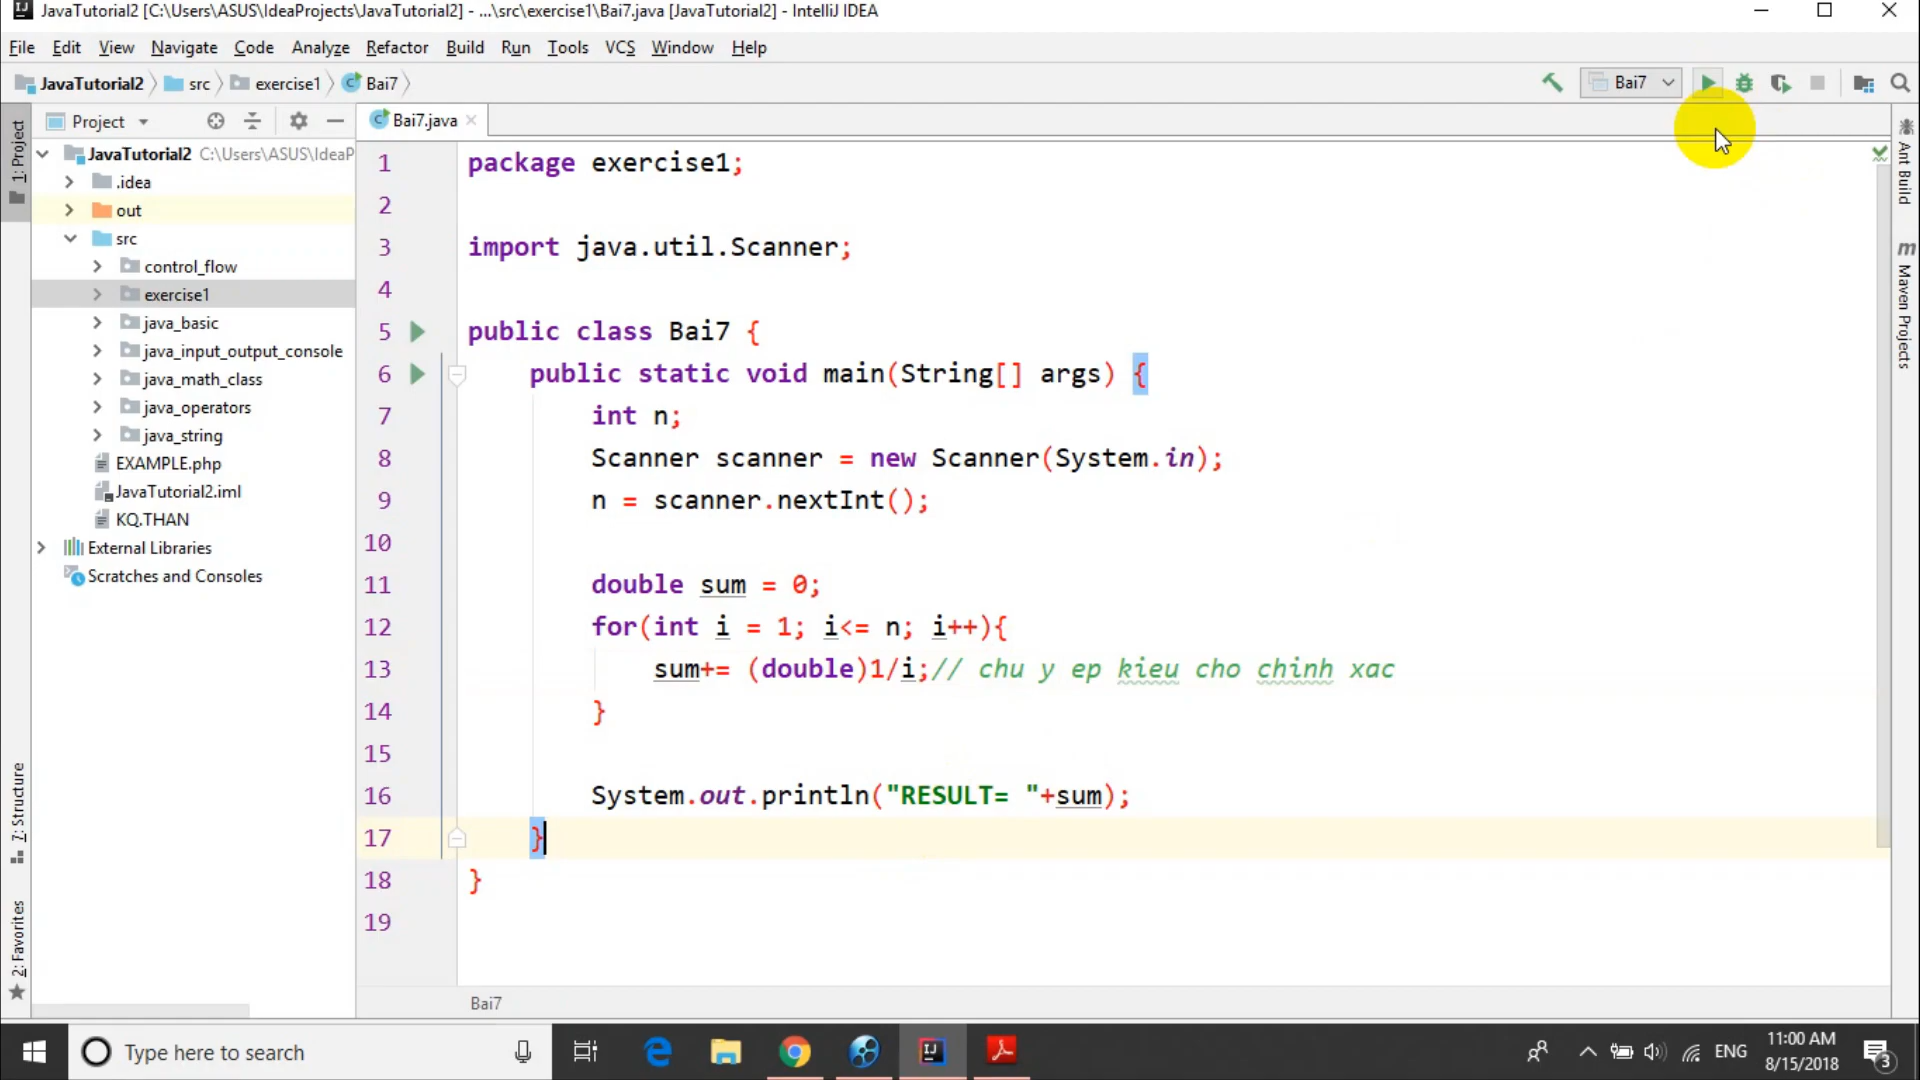 JavaTutorial2 [C:\Users\ASUS\IdeaProjects\JavaTutorial2] - ...\src\exercise1\Bai7.java [JavaTutorial2] - IntelliJ IDEA
File Edit View Navigate Code Analyze Refactor Build Run Tools VCS Window Help
JavaTutorial2 src exercise1 Bai7
Bai7
Project
Bai7.java
1: Project
JavaTutorial2 C:\Users\ASUS\IdeaP
.idea
out
src
control_flow
exercise1
java_basic
java_input_output_console
java_math_class
java_operators
java_string
EXAMPLE.php
JavaTutorial2.iml
KQ.THAN
External Libraries
Scratches and Consoles
7: Structure
2: Favorites
1 package exercise1;
2
3 import java.util.Scanner;
4
5 public class Bai7 {
6 public static void main(String[] args) {
7 int n;
8 Scanner scanner = new Scanner(System.in);
9 n = scanner.nextInt();
10
11 double sum = 0;
12 for(int i = 1; i<= n; i++){
13 sum+= (double)1/i;// chu y ep kieu cho chinh xac
14 }
15
16 System.out.println("RESULT= "+sum);
17 }
18 }
19
Bai7
Ant Build
m Maven Projects
Type here to search
ENG
11:00 AM
8/15/2018
3